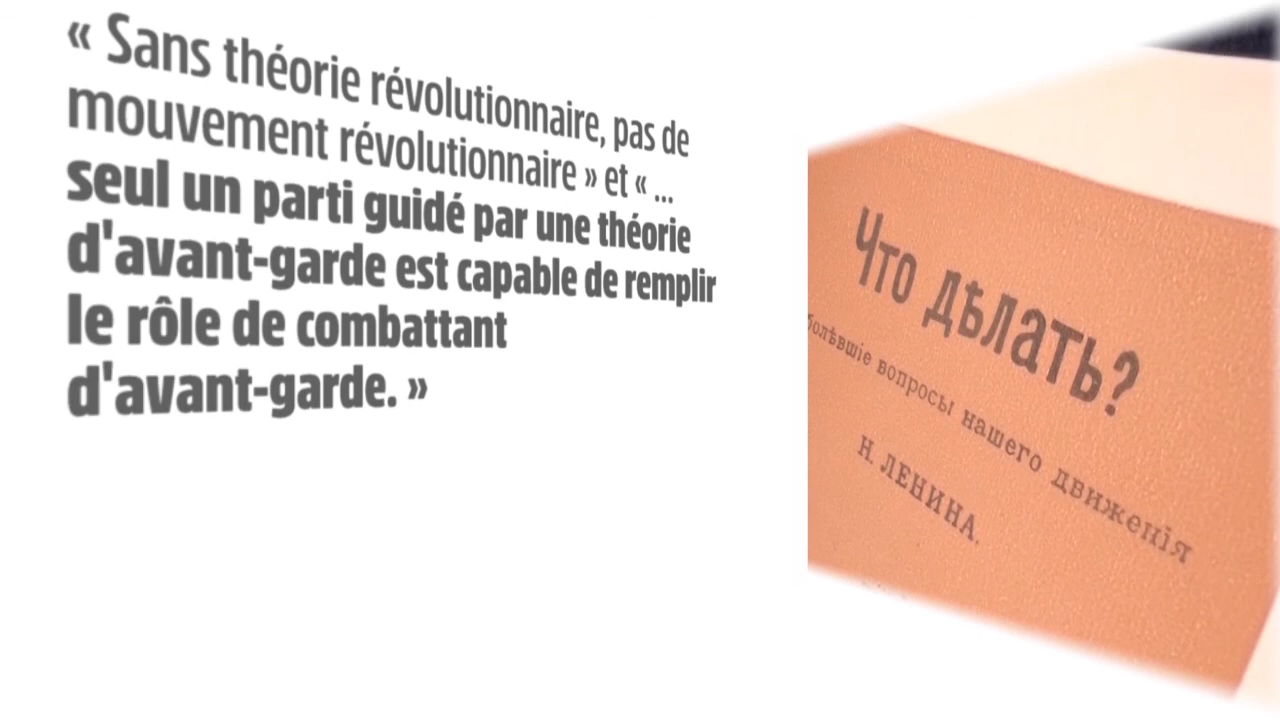 « Sans théorie révolutionnaire, pas de
mouvement révolutionnaire » et « ...
seul un parti guidé par une théorie
d'avant-garde est capable de remplir
le rôle de combattant
d'avant-garde. »
Что дѣлать?
болѣвшіе вопросы нашего движенія
Н. ЛЕНИНА.